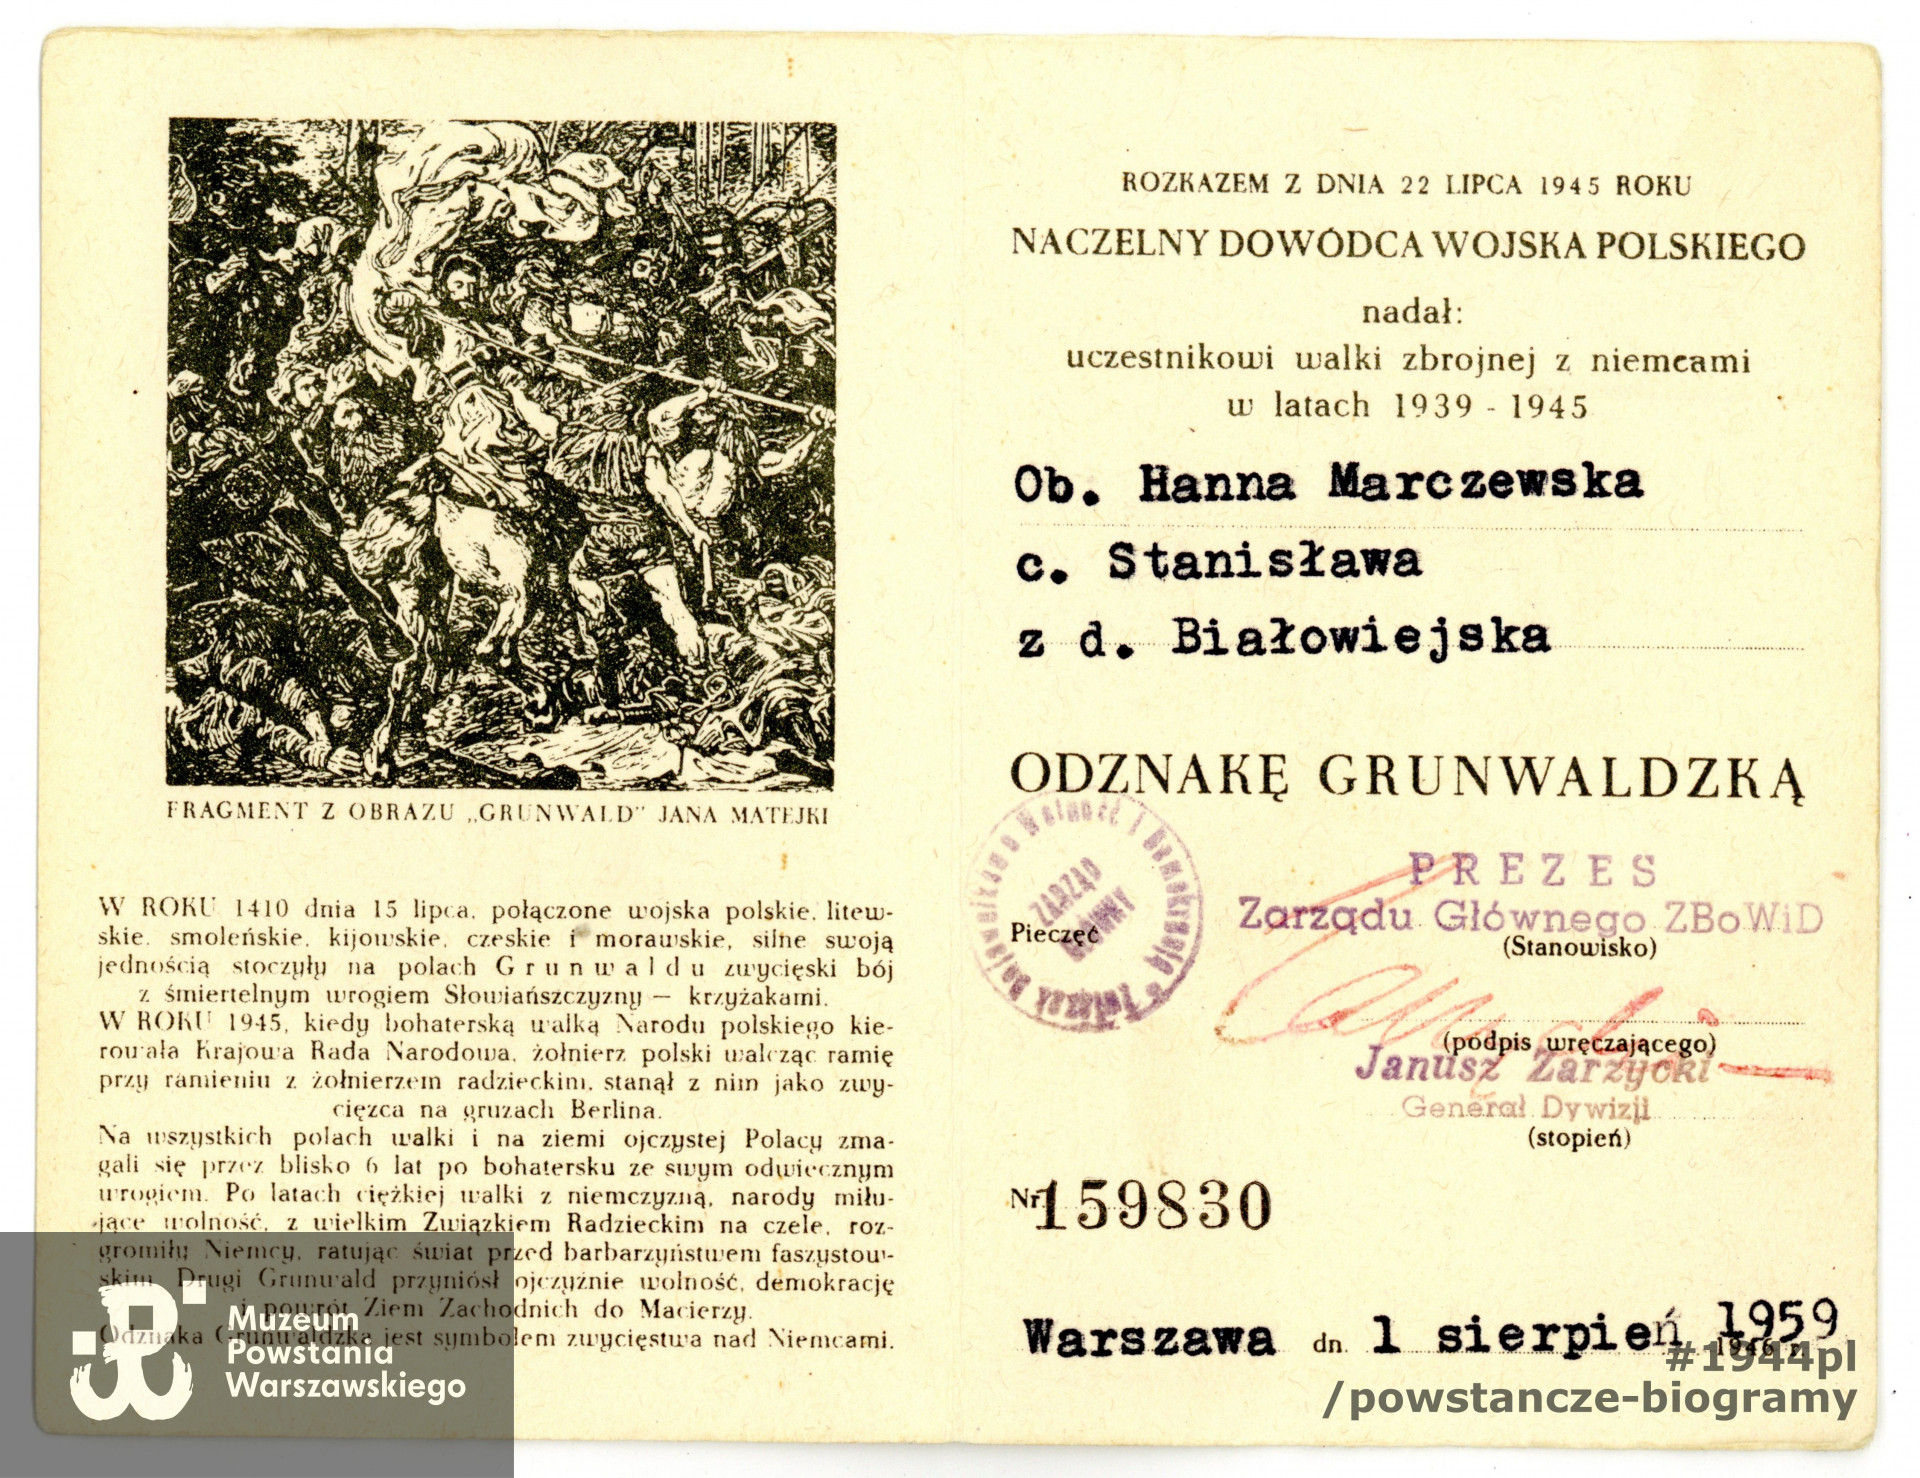 FRAGMENT Z OBRAZU „GRUNWALD" JANA MATEJKI
W ROKU 1410 dnia 15 lipca, połączone wojska polskie, litew-
skie, smoleńskie, kijowskie, czeskie i morawskie, silne swoją
jednością stoczyły na polach Grunwaldu zwycięski bój
z śmiertelnym wrogiem Słowiańszczyzny — krzyżakami.
W ROKU 1945, kiedy bohaterską walką Narodu polskiego kie-
rowała Krajowa Rada Narodowa, żołnierz polski walcząc ramię
przy ramieniu z żołnierzem radzieckim, stanął z nim jako zwy-
cięzca na gruzach Berlina.
Na wszystkich polach walki i na ziemi ojczystej Polacy zma-
gali się przez blisko 6 lat po bohatersku ze swym odwiecznym
wrogiem. Po latach ciężkiej walki z niemczyzną, narody miłu-
jące wolność, z wielkim Związkiem Radzieckim na czele, roz-
gromiły Niemcy, ratując świat przed barbarzyństwem faszystow-
skim. Drugi Grunwald przyniósł ojczyźnie wolność, demokrację
i powrót Ziem Zachodnich do Macierzy.
Odznaka Grunwaldzka jest symbolem zwycięstwa nad Niemcami.
Muzeum
Powstania
Warszawskiego
ROZKAZEM Z DNIA 22 LIPCA 1945 ROKU
NACZELNY DOWÓDCA WOJSKA POLSKIEGO
nadał:
uczestnikowi walki zbrojnej z niemcami
w latach 1939 - 1945
Ob. Hanna Marczewska
c. Stanisława
z d. Białowiejska
ODZNAKĘ GRUNWALDZKĄ
Związek Bojowników o Wolność i Demokrację
ZARZĄD
GŁÓWNY
Pieczęć
PREZES
Zarządu Głównego ZBoWiD
(Stanowisko)
(podpis wręczającego)
Janusz Zarzycki
Generał Dywizji
(stopień)
Nr 159830
Warszawa dn. 1 sierpień 1959
1946 r.
#1944pl
/powstancze-biogramy